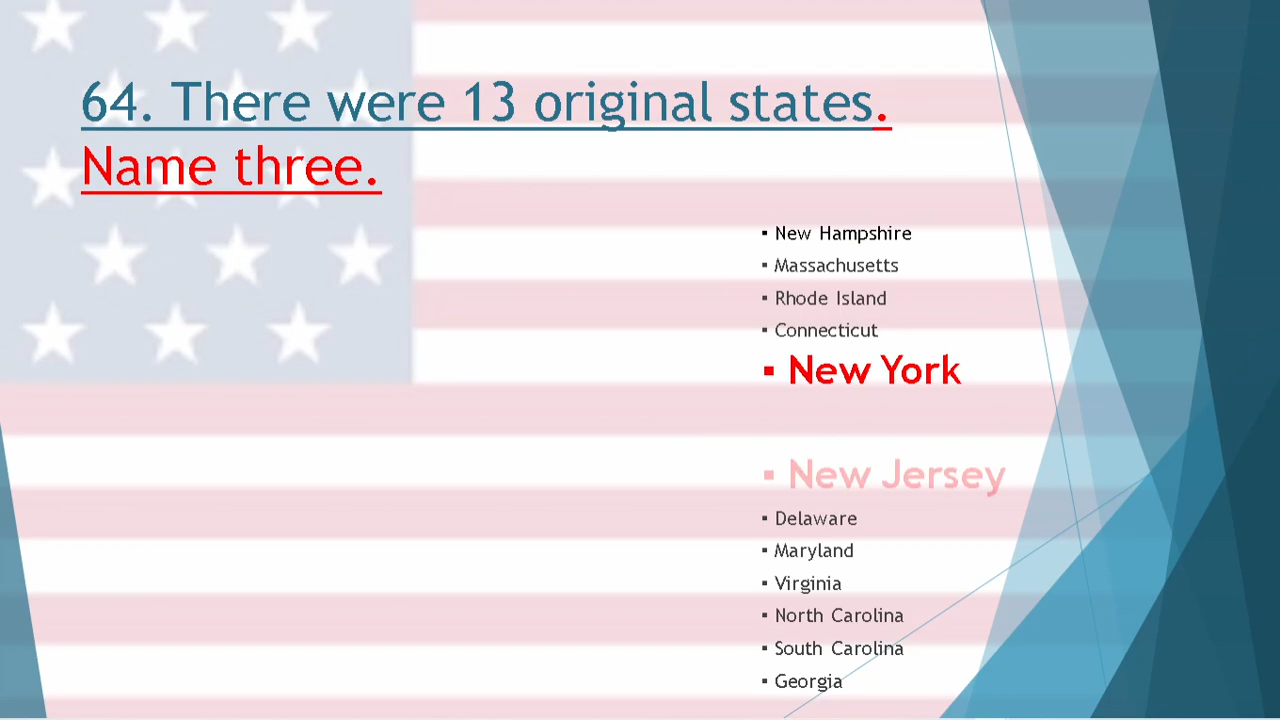 64. There were 13 original states.
Name three.
▪ New Hampshire
▪ Massachusetts
▪ Rhode Island
▪ Connecticut
▪ New York
▪ New Jersey
▪ Delaware
▪ Maryland
▪ Virginia
▪ North Carolina
▪ South Carolina
▪ Georgia